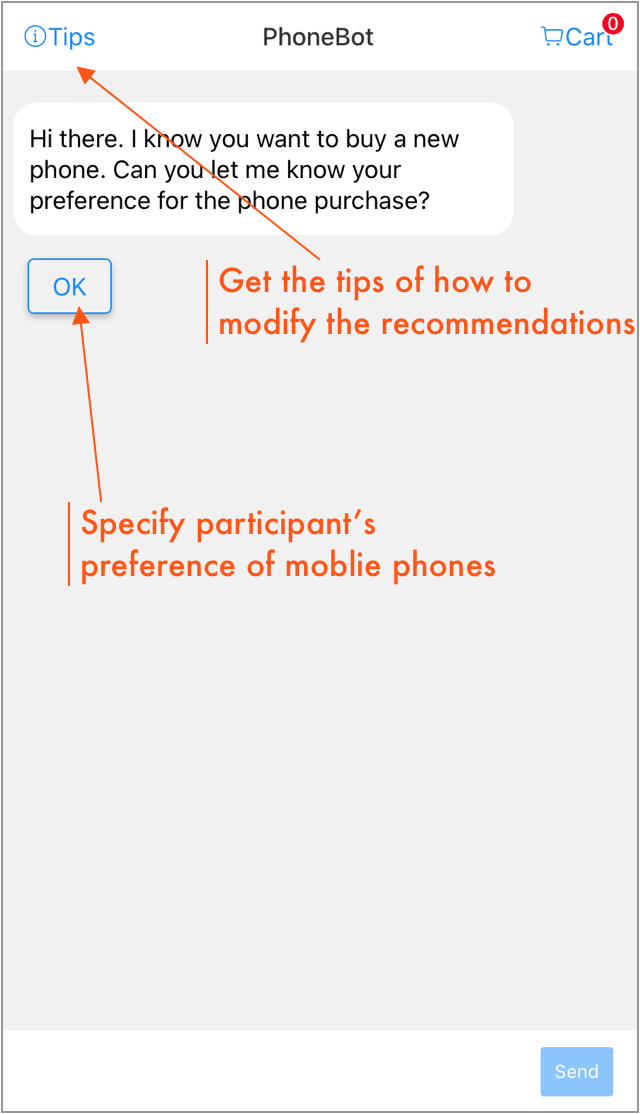 Tips PhoneBot Cart 0
Hi there. I know you want to buy a new
phone. Can you let me know your
preference for the phone purchase?
OK
Get the tips of how to
modify the recommendations
Specify participant’s
preference of moblie phones
Send